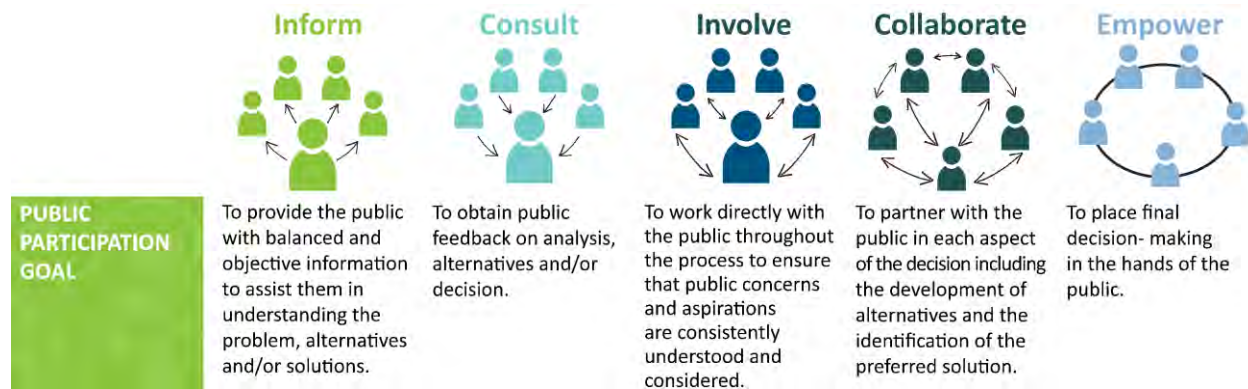 Inform
Consult
Involve
Collaborate
Empower
PUBLIC
PARTICIPATION
GOAL
To provide the public
with balanced and
objective information
to assist them in
understanding the
problem, alternatives
and/or solutions.
To obtain public
feedback on analysis,
alternatives and/or
decision.
To work directly with
the public throughout
the process to ensure
that public concerns
and aspirations
are consistently
understood and
considered.
To partner with the
public in each aspect
of the decision including
the development of
alternatives and the
identification of the
preferred solution.
To place final
decision- making
in the hands of the
public.